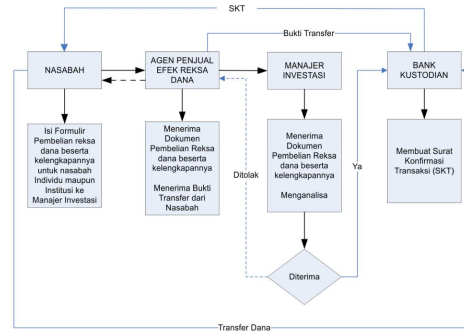 SKT
Bukti Transfer
NASABAH
AGEN PENJUAL
EFEK REKSA
DANA
MANAJER
INVESTASI
BANK
KUSTODIAN
Isi Formulir
Pembelian reksa
dana beserta
kelengkapannya
untuk nasabah
Individu maupun
Institusi ke
Manajer Investasi
Menerima
Dokumen
Pembelian Reksa
dana beserta
kelengkapannya
Menerima Bukti
Transfer dari
Nasabah
Ditolak
Menerima
Dokumen
Pembelian Reksa
dana beserta
kelengkapannya
Menganalisa
Ya
Membuat Surat
Konfirmasi
Transaksi (SKT)
Diterima
Transfer Dana